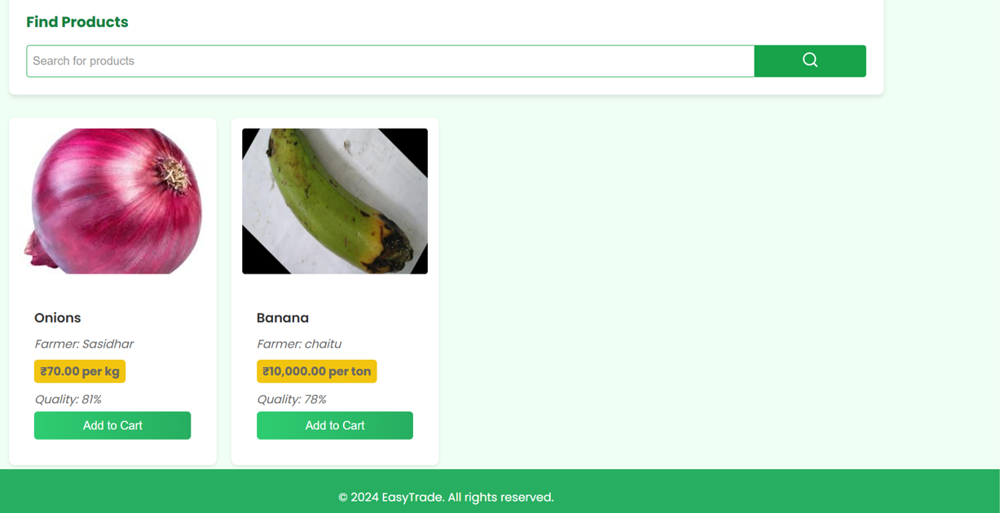 Find Products
Search for products
Onions
Farmer: Sasidhar
₹70.00 per kg
Quality: 81%
Add to Cart
Banana
Farmer: chaitu
₹10,000.00 per ton
Quality: 78%
Add to Cart
© 2024 EasyTrade. All rights reserved.